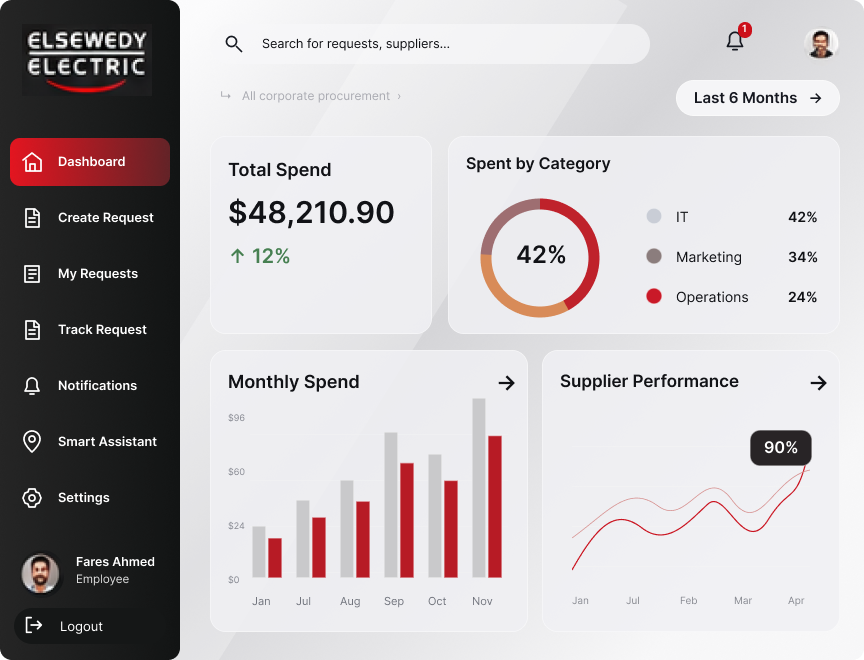 ELSEWEDY
ELECTRIC
Dashboard
Create Request
My Requests
Track Request
Notifications
Smart Assistant
Settings
Fares Ahmed
Employee
Logout
Search for requests, suppliers...
1
All corporate procurement ›
Last 6 Months →
Total Spend
$48,210.90
↑ 12%
Spent by Category
42%
IT 42%
Marketing 34%
Operations 24%
Monthly Spend →
$96
$60
$24
$0
Jan Jul Aug Sep Oct Nov
Supplier Performance →
90%
Jan Jul Feb Mar Apr